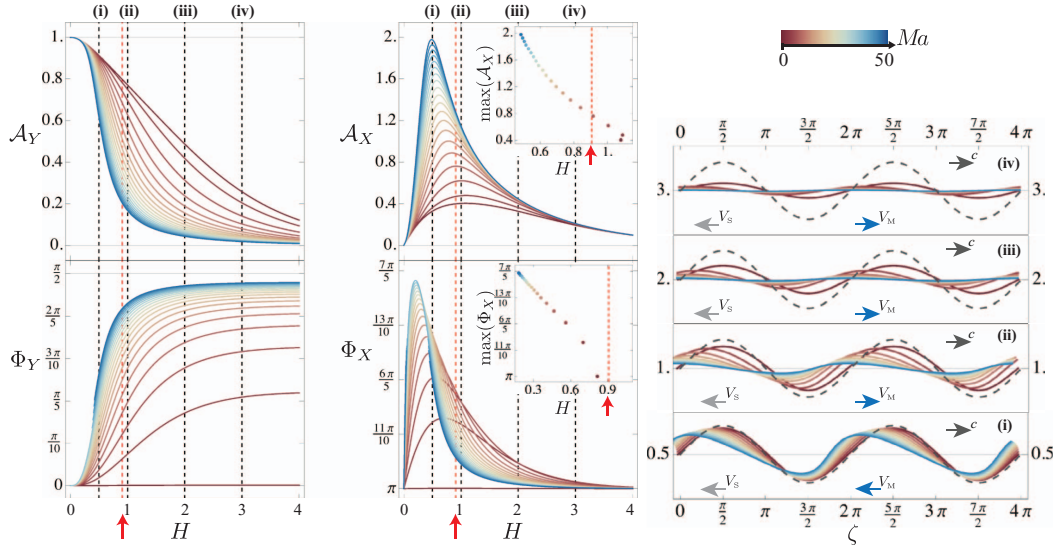 (i) (ii) (iii) (iv)
1.
0.8
0.6
0.4
0.2
0.
𝒜_Y
π/2
2π/5
Φ_Y 3π/10
π/5
π/10
0
0 1 2 3 4
H
(i) (ii) (iii) (iv)
2.
1.6
1.2
0.8
0.4
0.
𝒜_X
max(𝒜_X)
2.
1.6
1.2
0.8
0.4
0.6 0.8 1.
H
7π/5
13π/10
Φ_X
6π/5
11π/10
π
max(Φ_X)
7π/5
13π/10
6π/5
11π/10
π
0.3 0.6 0.9
H
0 1 2 3 4
H
Ma
0 50
0 π/2 π 3π/2 2π 5π/2 3π 7π/2 4π
c (iv)
3. 3.
V_S V_M
c (iii)
2. 2.
V_S V_M
c (ii)
1. 1.
V_S V_M
c (i)
0.5 0.5
V_S V_M
0 π/2 π 3π/2 2π 5π/2 3π 7π/2 4π
ζ